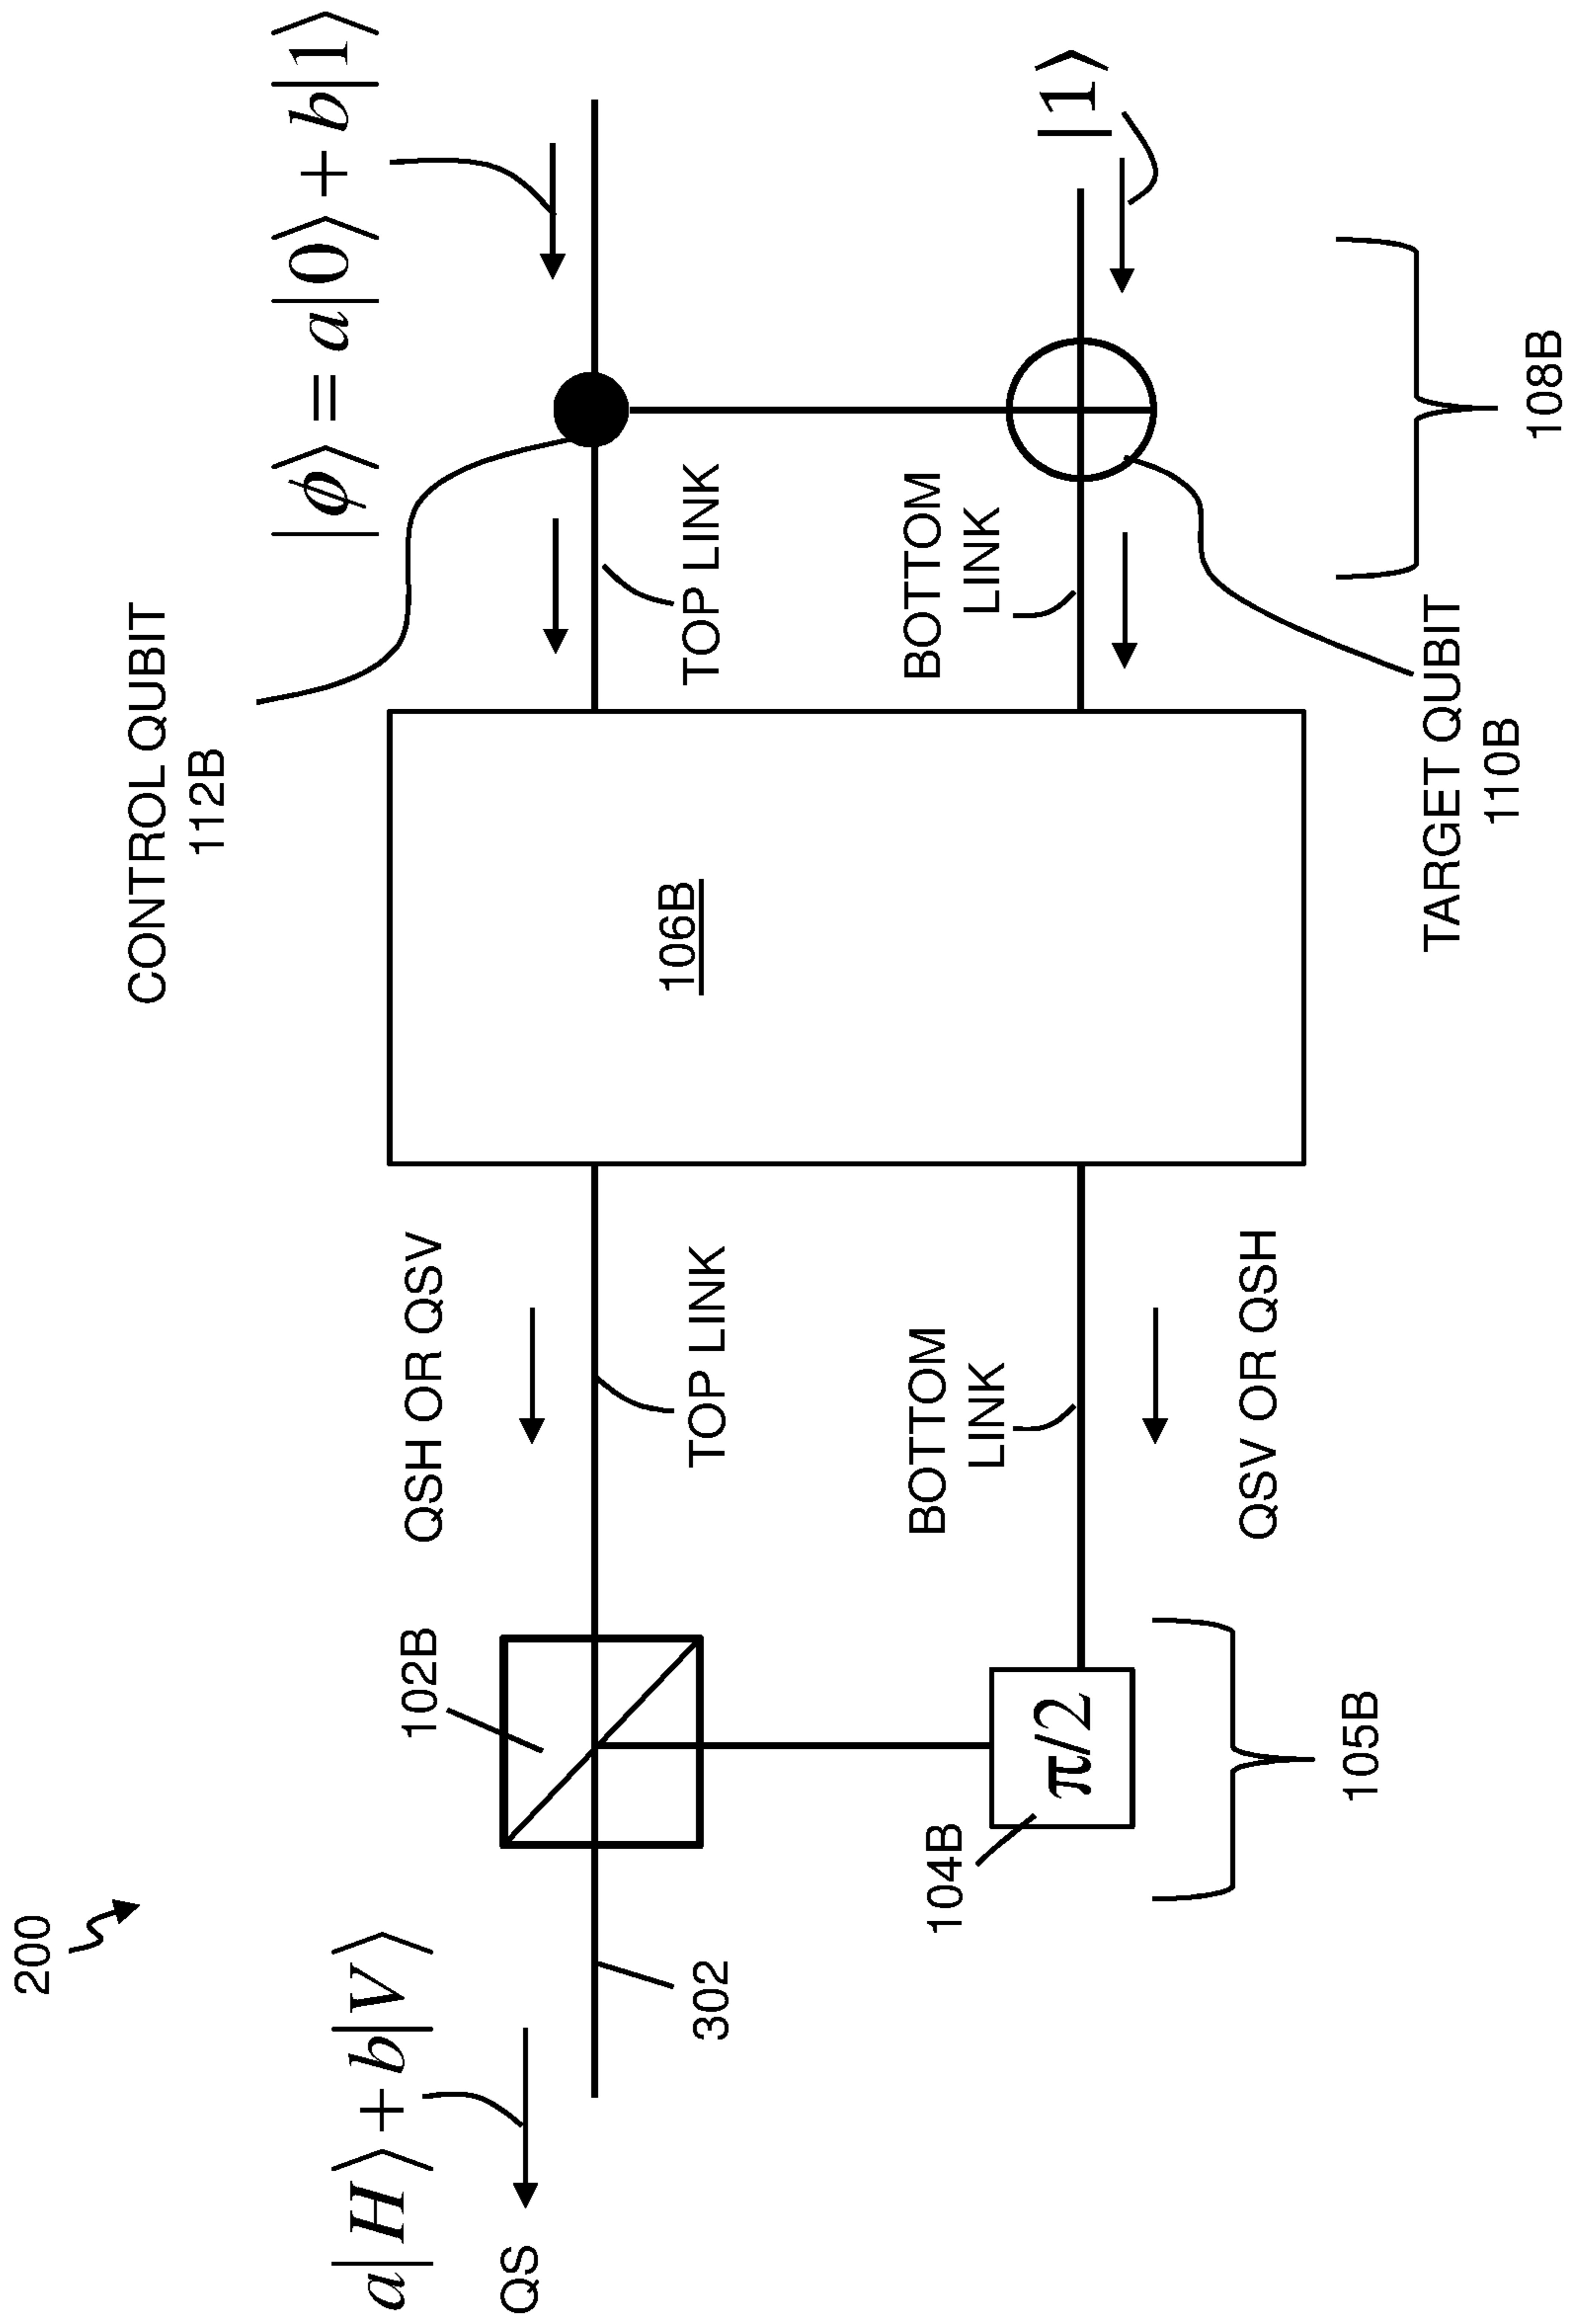 200
a|H⟩+b|V⟩
QS
302
102B
104B
π/2
105B
QSH OR QSV
TOP LINK
BOTTOM
LINK
QSV OR QSH
106B
CONTROL QUBIT
112B
TOP LINK
BOTTOM
LINK
TARGET QUBIT
110B
|ϕ⟩=a|0⟩+b|1⟩
|1⟩
108B